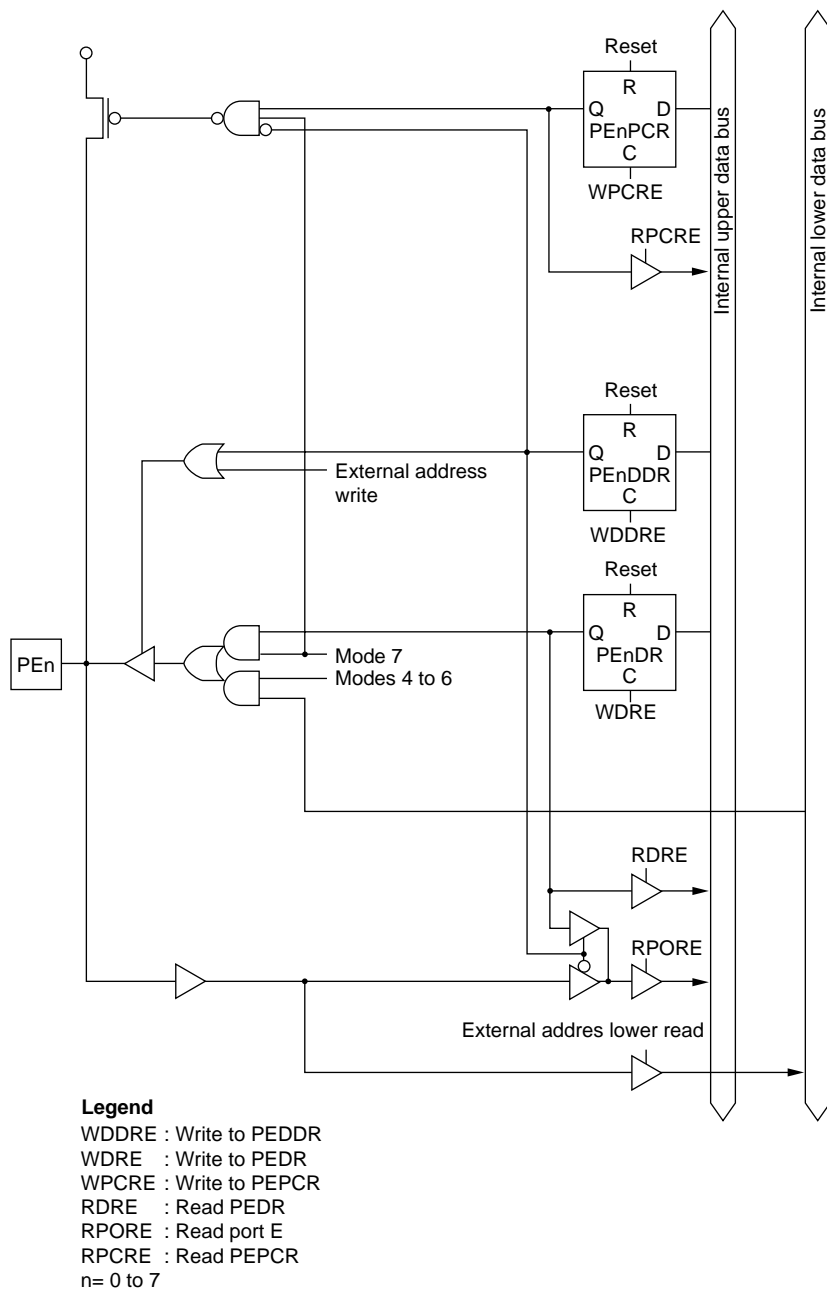 Reset
R
Q D
PEnPCR
C
WPCRE
RPCRE
Internal upper data bus
Internal lower data bus
Reset
R
Q D
PEnDDR
C
WDDRE
External address
write
Reset
R
Q D
PEnDR
C
WDRE
PEn
Mode 7
Modes 4 to 6
RDRE
RPORE
External addres lower read
Legend
WDDRE : Write to PEDDR
WDRE : Write to PEDR
WPCRE : Write to PEPCR
RDRE : Read PEDR
RPORE : Read port E
RPCRE : Read PEPCR
n= 0 to 7